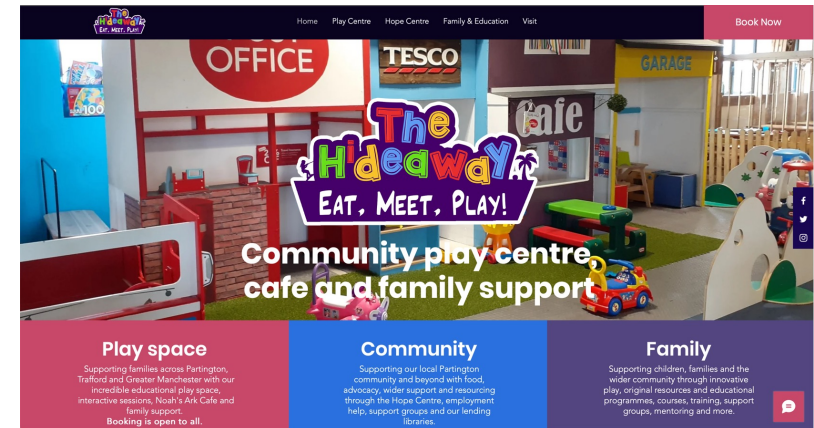 The
Hideaway
EAT, MEET, PLAY!
Home
Play Centre
Hope Centre
Family & Education
Visit
Book Now
OFFICE
TESCO
GARAGE
Cafe
100
The
Hideaway
EAT, MEET, PLAY!
Community play centre,
cafe and family support
Play space
Supporting families across Partington,
Trafford and Greater Manchester with our
incredible educational play space,
interactive sessions, Noah's Ark Cafe and
family support.
Booking is open to all.
Community
Supporting our local Partington
community and beyond with food,
advocacy, wider support and resourcing
through the Hope Centre, employment
help, support groups and our lending
libraries.
Family
Supporting children, families and the
wider community through innovative
play, original resources and educational
programmes, courses, training, support
groups, mentoring and more.